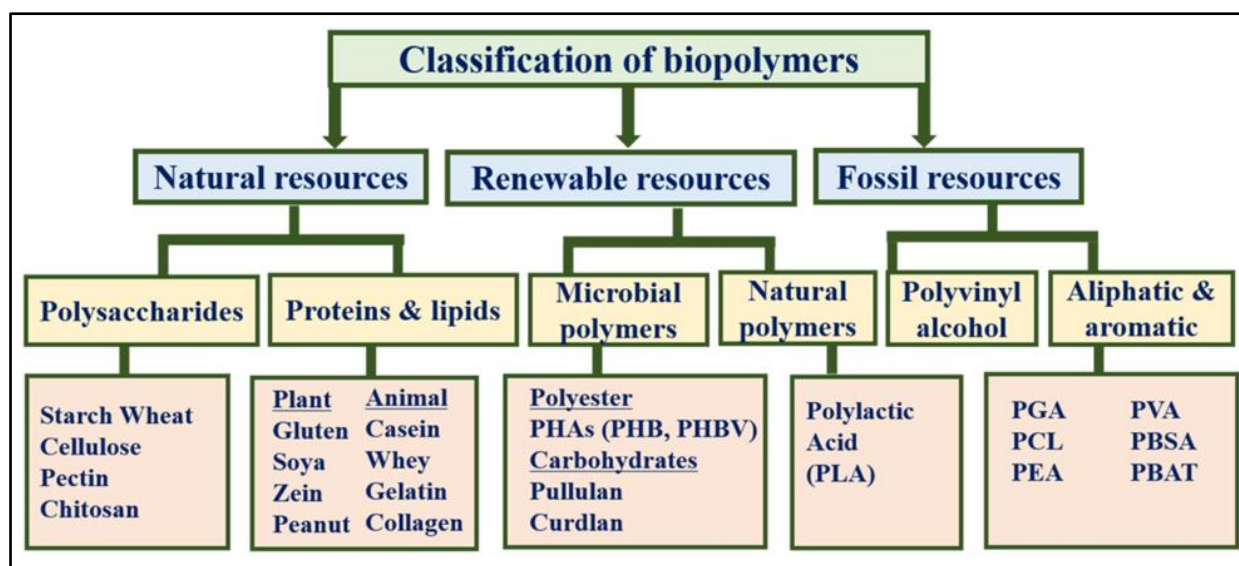 Classification of biopolymers
Natural resources
Renewable resources
Fossil resources
Polysaccharides
Proteins & lipids
Microbial
polymers
Natural
polymers
Polyvinyl
alcohol
Aliphatic &
aromatic
Starch Wheat
Cellulose
Pectin
Chitosan
Plant
Gluten
Soya
Zein
Peanut
Animal
Casein
Whey
Gelatin
Collagen
Polyester
PHAs (PHB, PHBV)
Carbohydrates
Pullulan
Curdlan
Polylactic
Acid
(PLA)
PGA
PCL
PEA
PVA
PBSA
PBAT